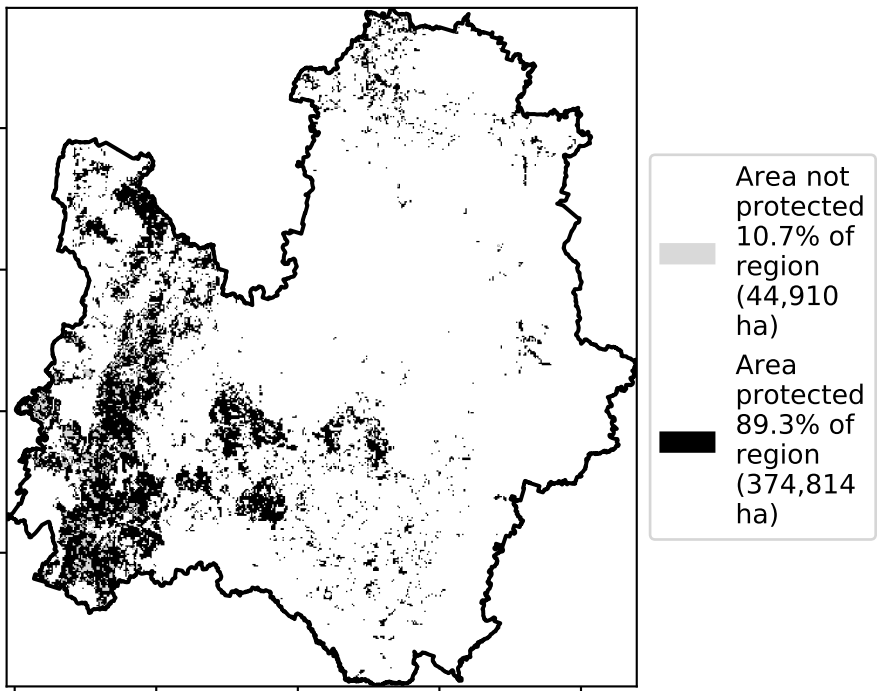 Area not
protected
10.7% of
region
(44,910
ha)
Area
protected
89.3% of
region
(374,814
ha)